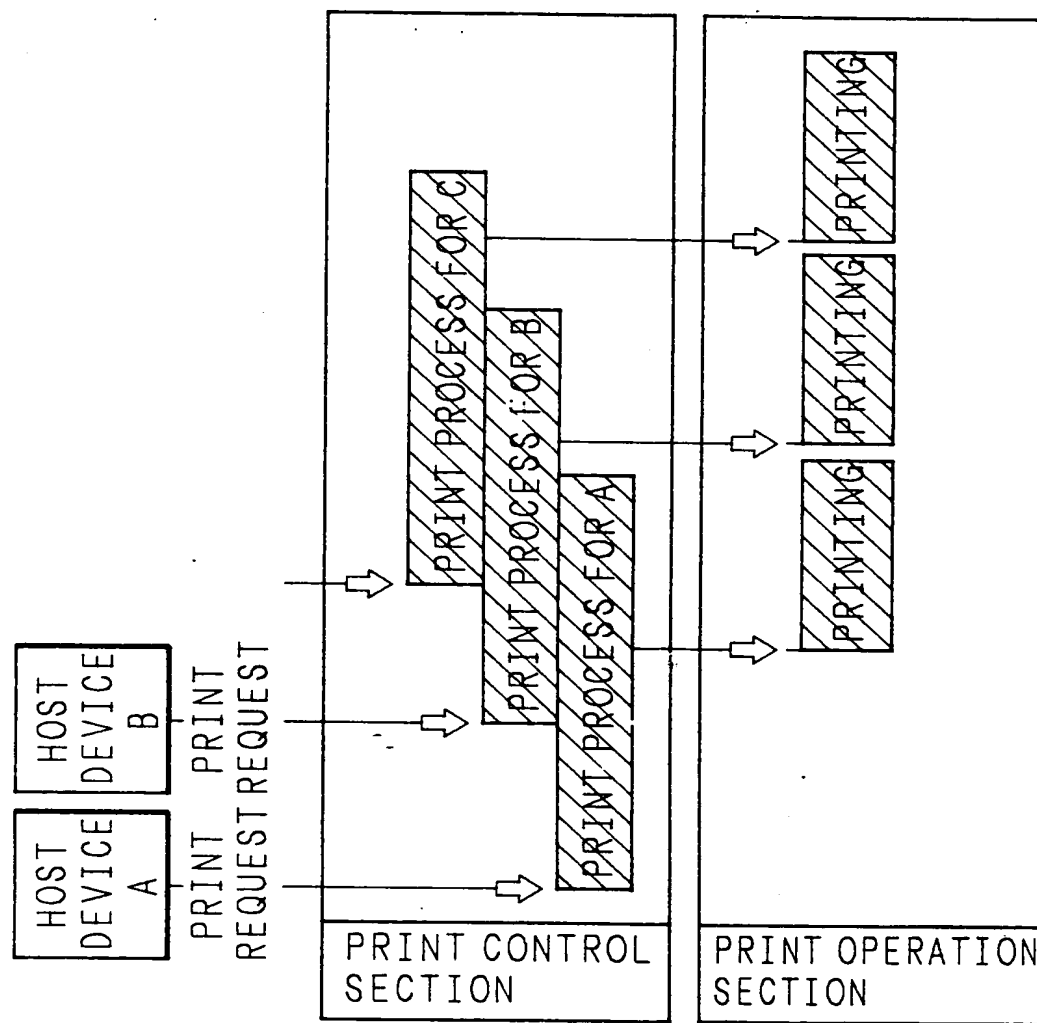 HOST
DEVICE
A
HOST
DEVICE
B
PRINT
REQUEST
PRINT
REQUEST
PRINT CONTROL
SECTION
PRINT PROCESS FOR A
PRINT PROCESS FOR B
PRINT PROCESS FOR C
PRINT OPERATION
SECTION
PRINTING
PRINTING
PRINTING